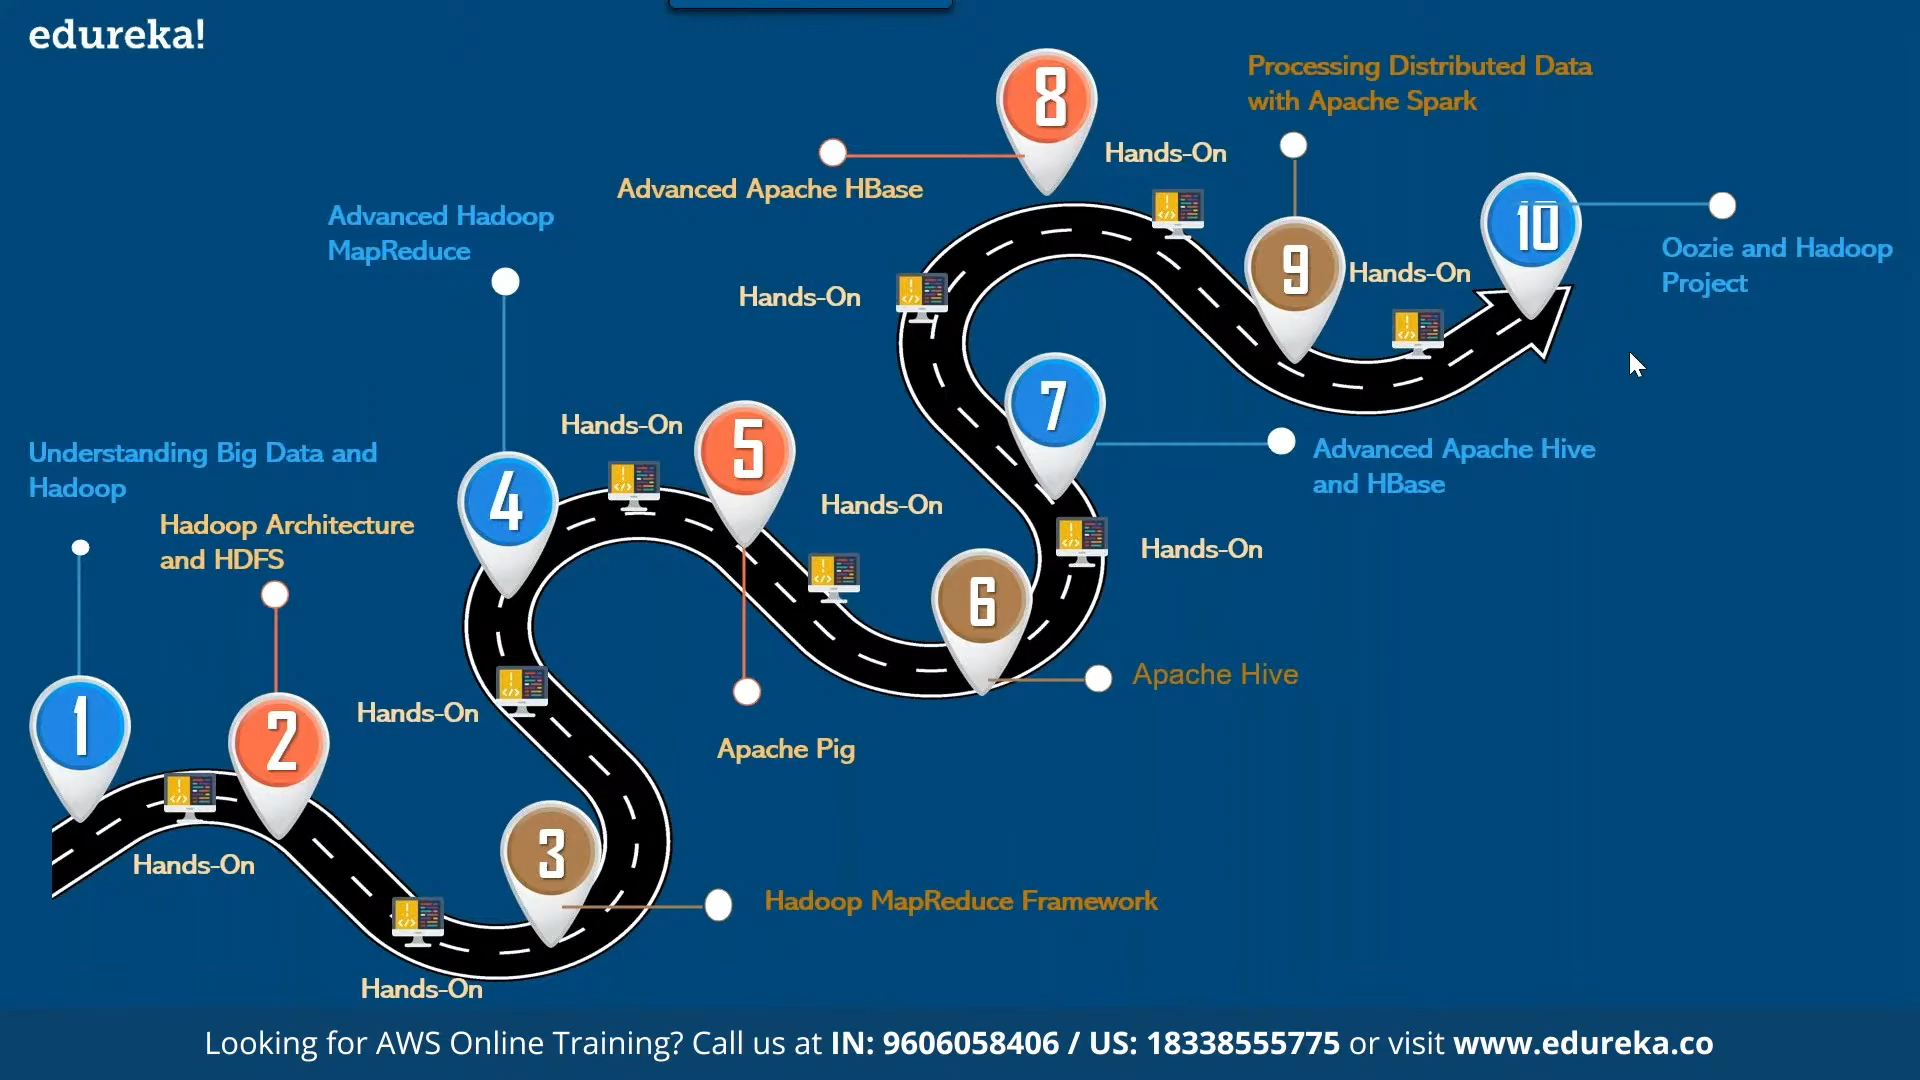 edureka!
8
Processing Distributed Data
with Apache Spark
Hands-On
Advanced Apache HBase
Advanced Hadoop
MapReduce
10
Oozie and Hadoop
Project
9
Hands-On
Hands-On
7
Advanced Apache Hive
and HBase
Hands-On
5
Understanding Big Data and
Hadoop
4
Hands-On
Hadoop Architecture
and HDFS
Hands-On
6
Apache Hive
1
2
Hands-On
Apache Pig
Hands-On
3
Hadoop MapReduce Framework
Hands-On
Looking for AWS Online Training? Call us at IN: 9606058406 / US: 18338555775 or visit www.edureka.co